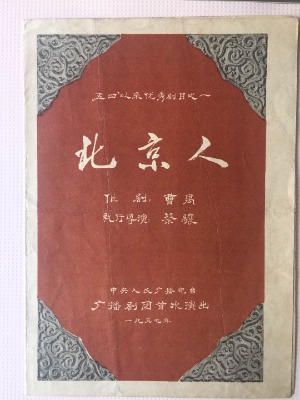 五四以来优秀剧目之一
北京人
作剧 曹禺
执行导演 蔡骧
中央人民广播电台
广播剧团首次演出
一九五七年